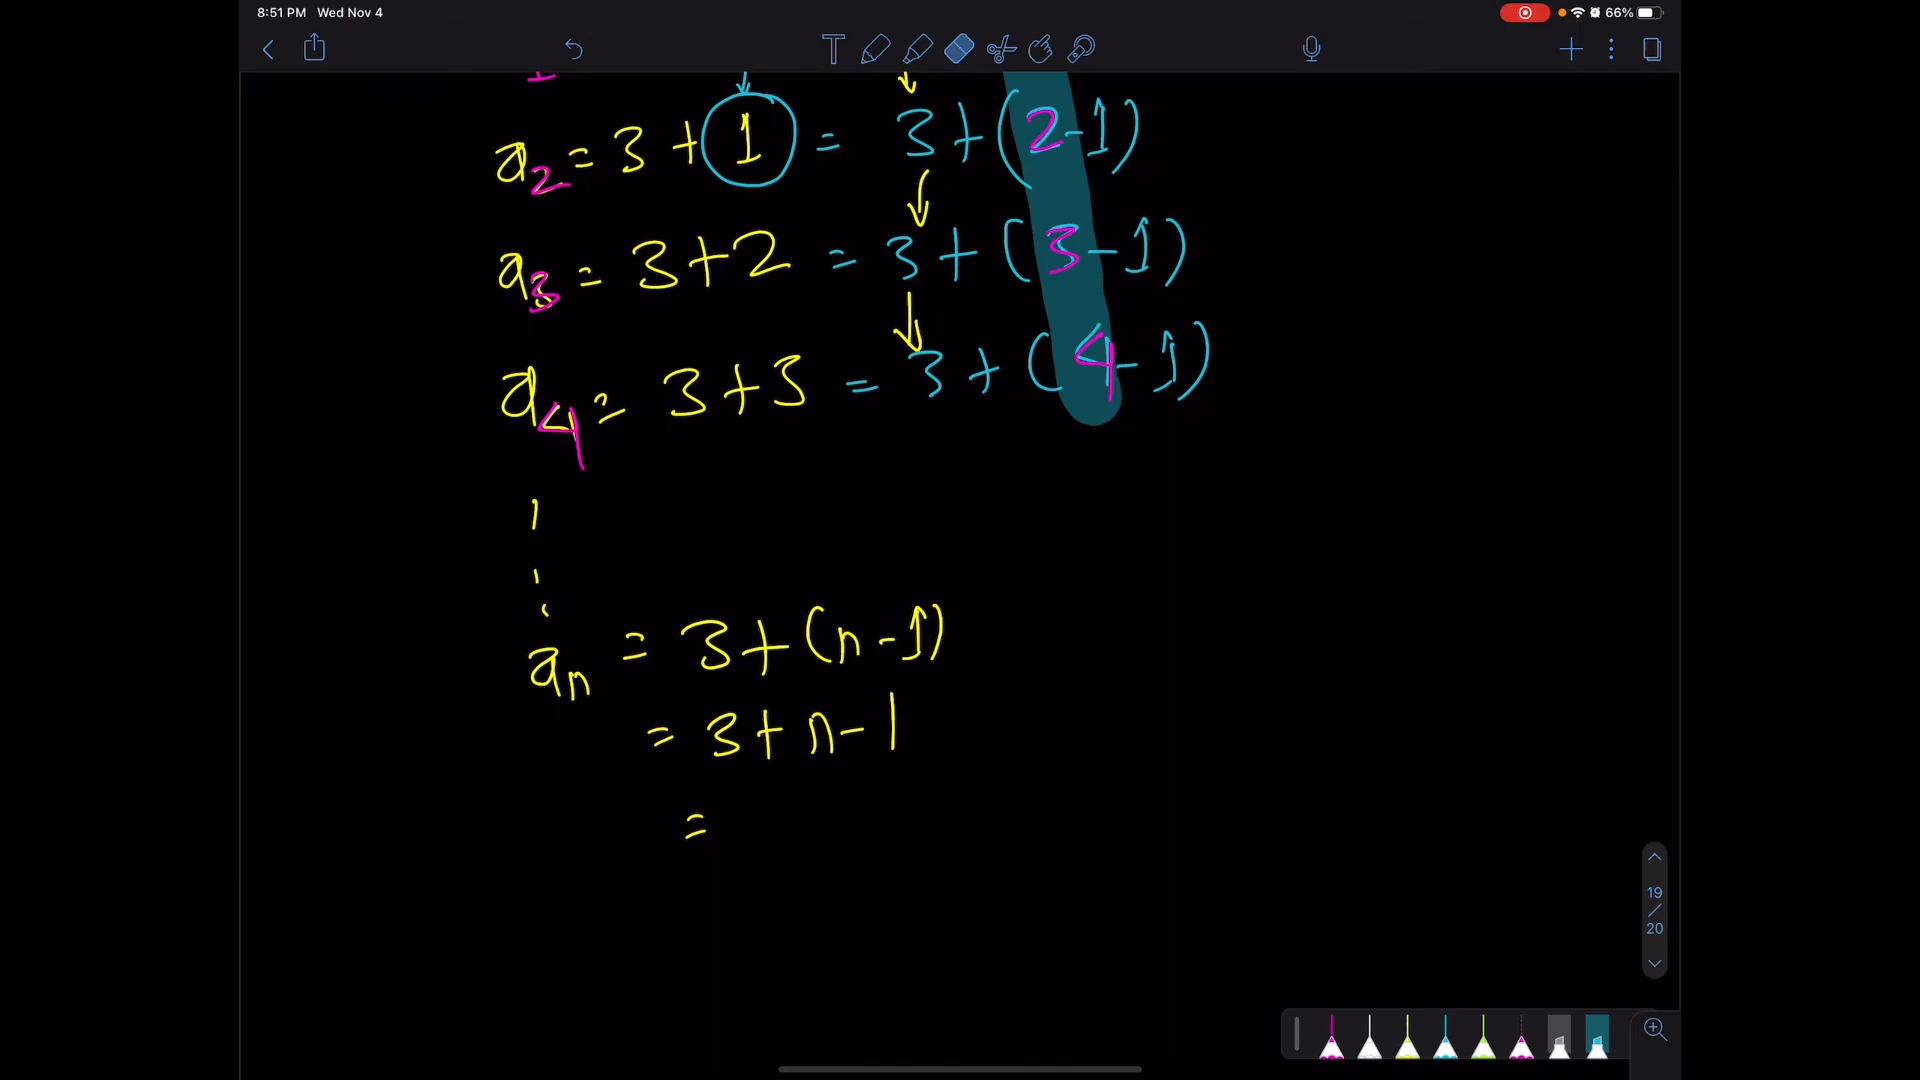 8:51 PM Wed Nov 4
66%
T
1
a2 = 3 + 1 = 3 + (2-1)
a3 = 3+2 = 3 + (3-1)
a4 = 3+3 = 3 + (4-1)
an = 3+(n-1)
= 3+n-1
=
19
/
20